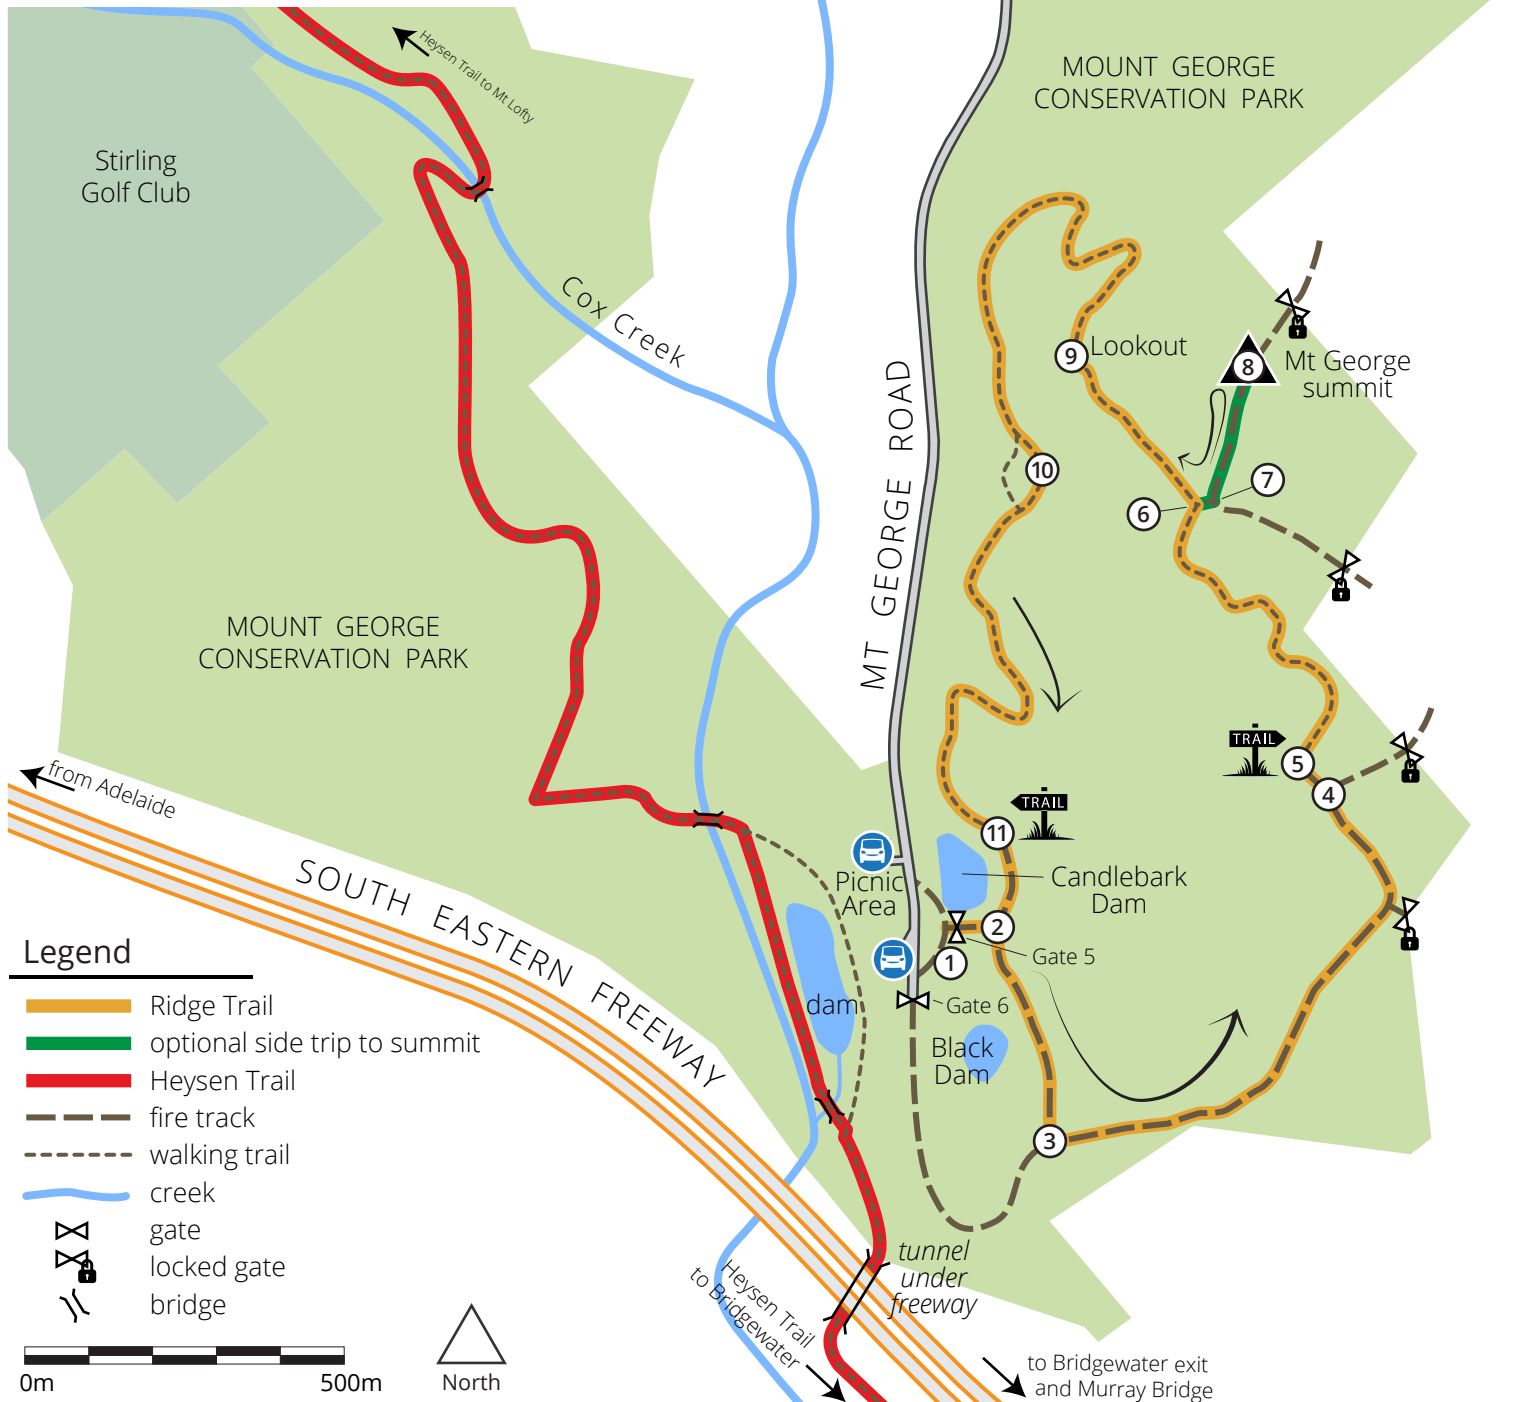 MOUNT GEORGE
CONSERVATION PARK
Heysen Trail to Mt Lofty
Stirling
Golf Club
Cox Creek
MT GEORGE ROAD
9
Lookout
8
Mt George
summit
10
7
6
MOUNT GEORGE
CONSERVATION PARK
TRAIL
5
4
from Adelaide
TRAIL
11
Picnic
Area
Candlebark
Dam
SOUTH EASTERN FREEWAY
2
1
Gate 5
dam
Gate 6
Black
Dam
3
tunnel
under
freeway
Heysen Trail
to Bridgewater
to Bridgewater exit
and Murray Bridge
Legend
Ridge Trail
optional side trip to summit
Heysen Trail
fire track
walking trail
creek
gate
locked gate
bridge
0m
500m
North